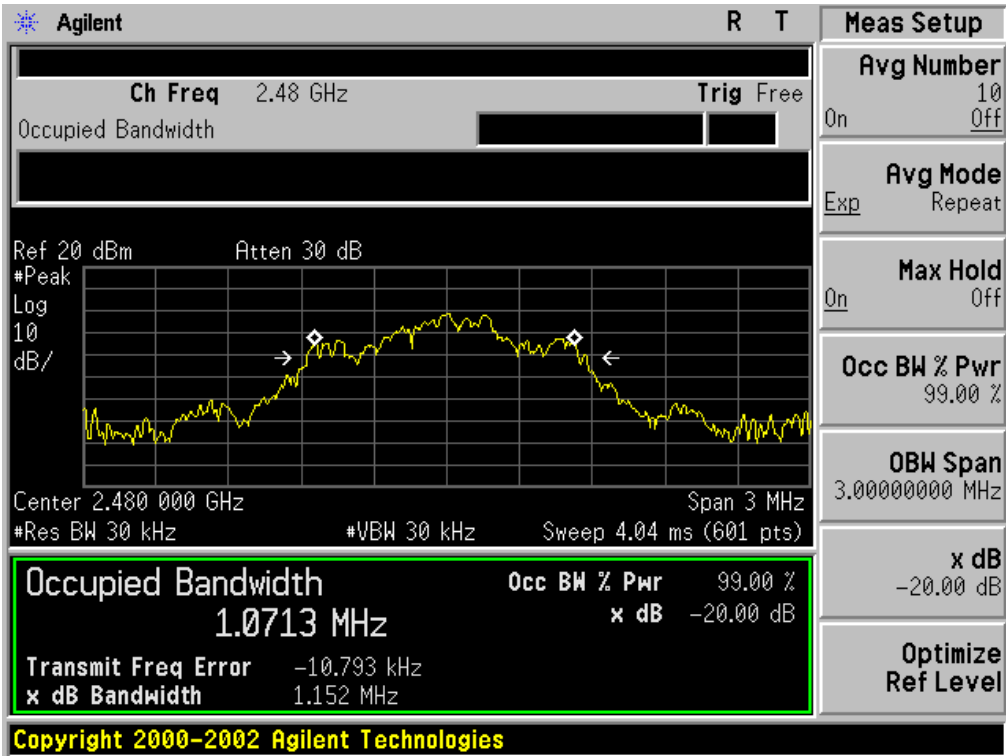 Agilent R T
Ch Freq 2.48 GHz Trig Free
Occupied Bandwidth
Ref 20 dBm Atten 30 dB
#Peak
Log
10
dB/
Center 2.480 000 GHz Span 3 MHz
#Res BW 30 kHz #VBW 30 kHz Sweep 4.04 ms (601 pts)
Occupied Bandwidth Occ BW % Pwr 99.00 %
1.0713 MHz x dB -20.00 dB
Transmit Freq Error -10.793 kHz
x dB Bandwidth 1.152 MHz
Copyright 2000-2002 Agilent Technologies
Meas Setup
Avg Number
10
On Off
Avg Mode
Exp Repeat
Max Hold
On Off
Occ BW % Pwr
99.00 %
OBW Span
3.00000000 MHz
x dB
-20.00 dB
Optimize
Ref Level